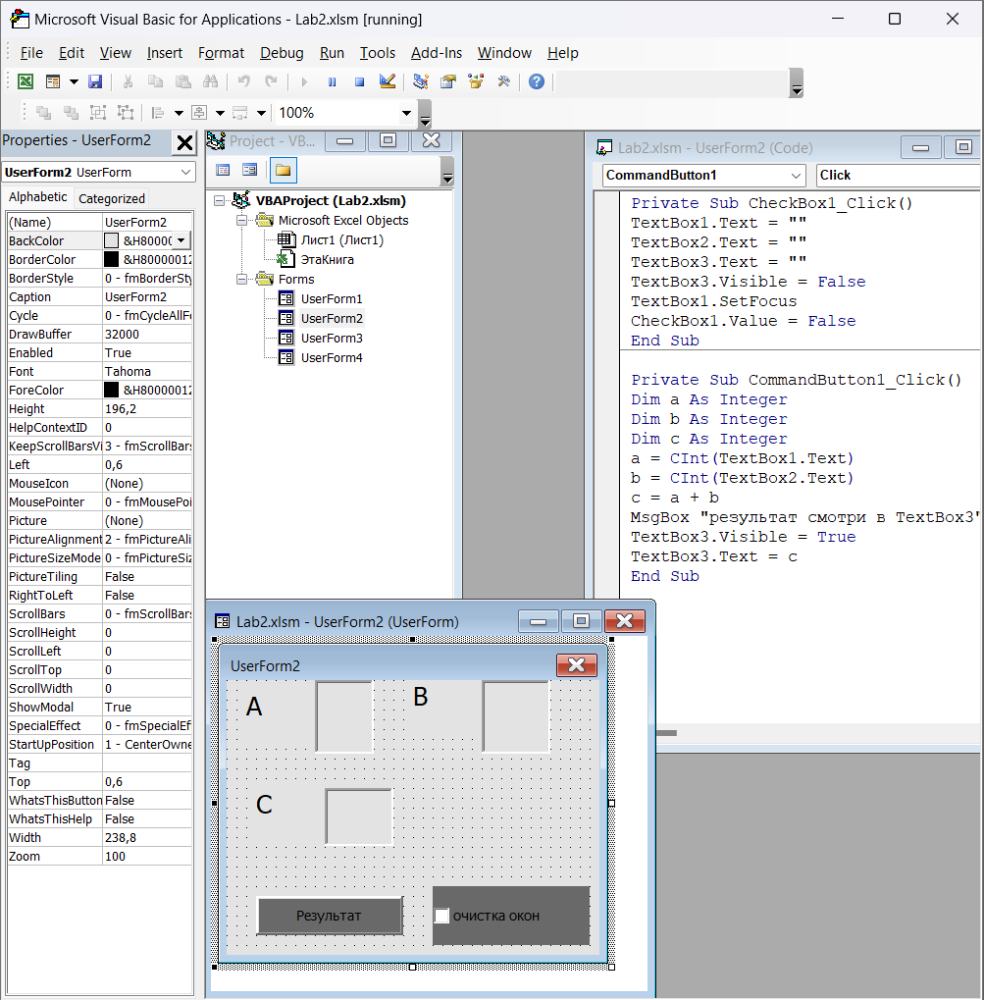 Microsoft Visual Basic for Applications - Lab2.xlsm [running]
File Edit View Insert Format Debug Run Tools Add-Ins Window Help
100%
Properties - UserForm2
UserForm2 UserForm
Alphabetic Categorized
(Name) UserForm2
BackColor &H8000(
BorderColor &H80000012
BorderStyle 0 - fmBorderSty
Caption UserForm2
Cycle 0 - fmCycleAllFo
DrawBuffer 32000
Enabled True
Font Tahoma
ForeColor &H80000012
Height 196,2
HelpContextID 0
KeepScrollBarsVi 3 - fmScrollBars
Left 0,6
MouseIcon (None)
MousePointer 0 - fmMousePoi
Picture (None)
PictureAlignment 2 - fmPictureAli
PictureSizeMode 0 - fmPictureSiz
PictureTiling False
RightToLeft False
ScrollBars 0 - fmScrollBars
ScrollHeight 0
ScrollLeft 0
ScrollTop 0
ScrollWidth 0
ShowModal True
SpecialEffect 0 - fmSpecialEf
StartUpPosition 1 - CenterOwne
Tag
Top 0,6
WhatsThisButton False
WhatsThisHelp False
Width 238,8
Zoom 100
Project - VB...
VBAProject (Lab2.xlsm)
Microsoft Excel Objects
Лист1 (Лист1)
ЭтаКнига
Forms
UserForm1
UserForm2
UserForm3
UserForm4
Lab2.xlsm - UserForm2 (Code)
CommandButton1 Click
Private Sub CheckBox1_Click()
TextBox1.Text = ""
TextBox2.Text = ""
TextBox3.Text = ""
TextBox3.Visible = False
TextBox1.SetFocus
CheckBox1.Value = False
End Sub
Private Sub CommandButton1_Click()
Dim a As Integer
Dim b As Integer
Dim c As Integer
a = CInt(TextBox1.Text)
b = CInt(TextBox2.Text)
c = a + b
MsgBox "результат смотри в TextBox3"
TextBox3.Visible = True
TextBox3.Text = c
End Sub
Lab2.xlsm - UserForm2 (UserForm)
UserForm2
A B
C
Результат очистка окон